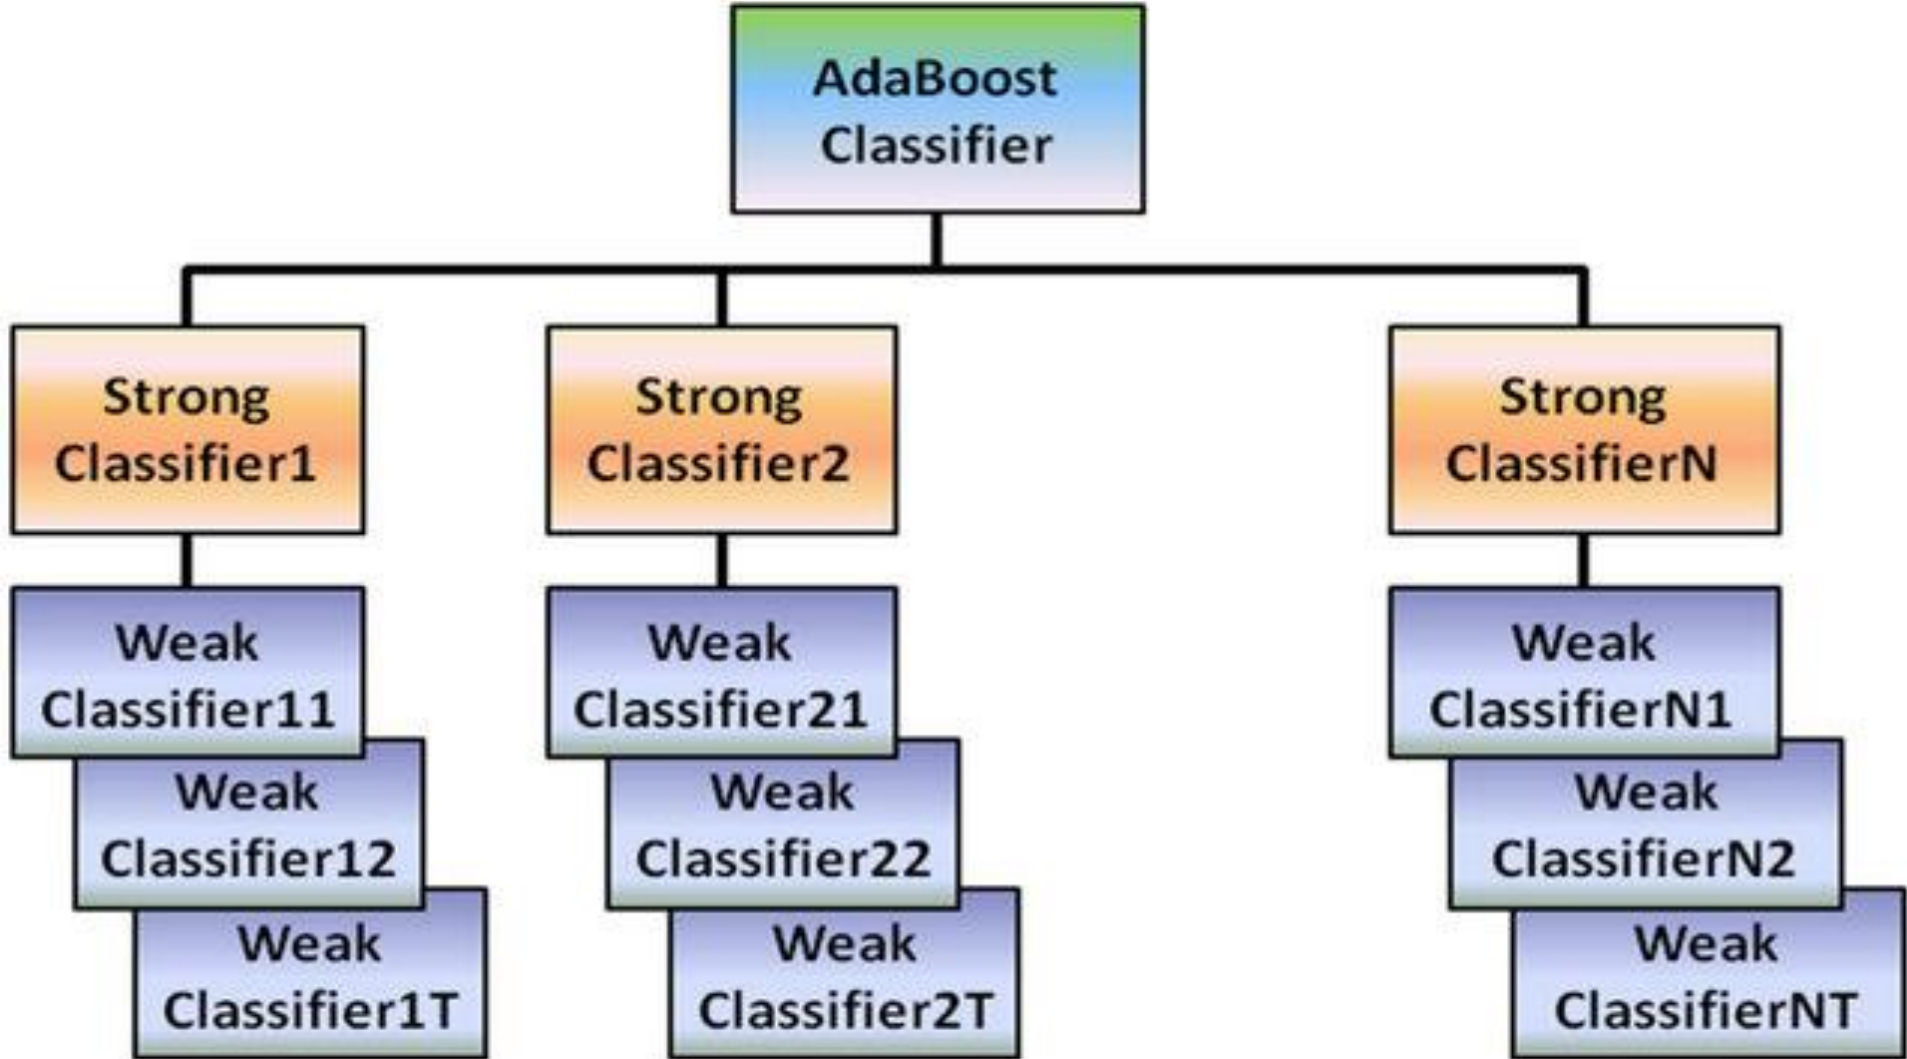 AdaBoost
Classifier
Strong
Classifier1
Strong
Classifier2
Strong
ClassifierN
Weak
Classifier11
Weak
Classifier12
Weak
Classifier1T
Weak
Classifier21
Weak
Classifier22
Weak
Classifier2T
Weak
ClassifierN1
Weak
ClassifierN2
Weak
ClassifierNT